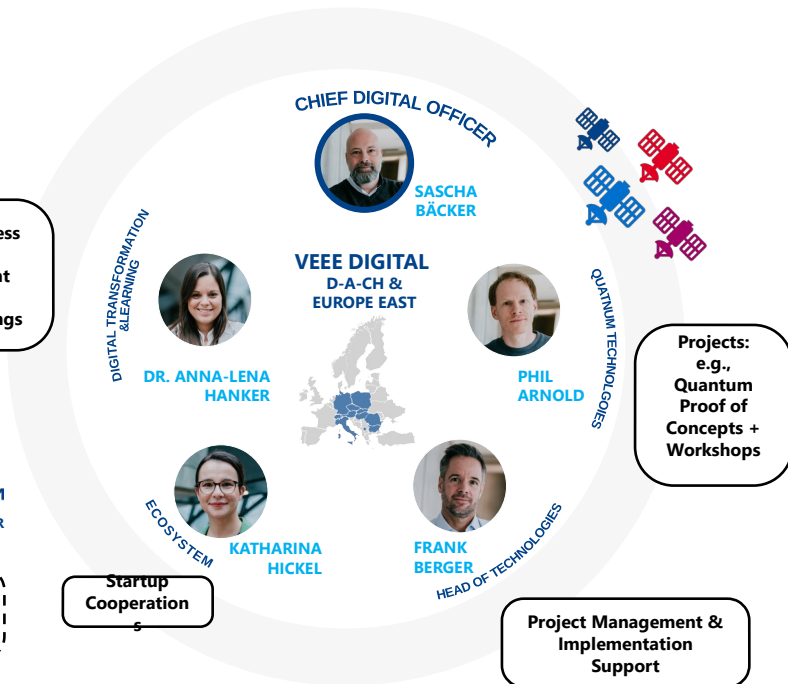 CHIEF DIGITAL OFFICER
SASCHA
BÄCKER
ess
t
ngs
DIGITAL TRANSFORMATION
&LEARNING
VEEE DIGITAL
D-A-CH &
EUROPE EAST
QUATNUM TECHNOLGOIES
DR. ANNA-LENA
HANKER
PHIL
ARNOLD
Projects:
e.g.,
Quantum
Proof of
Concepts +
Workshops
ECOSYSTEM
KATHARINA
HICKEL
FRANK
BERGER
HEAD OF TECHNOLOGIES
R
Startup
Cooperation
s
Project Management &
Implementation
Support